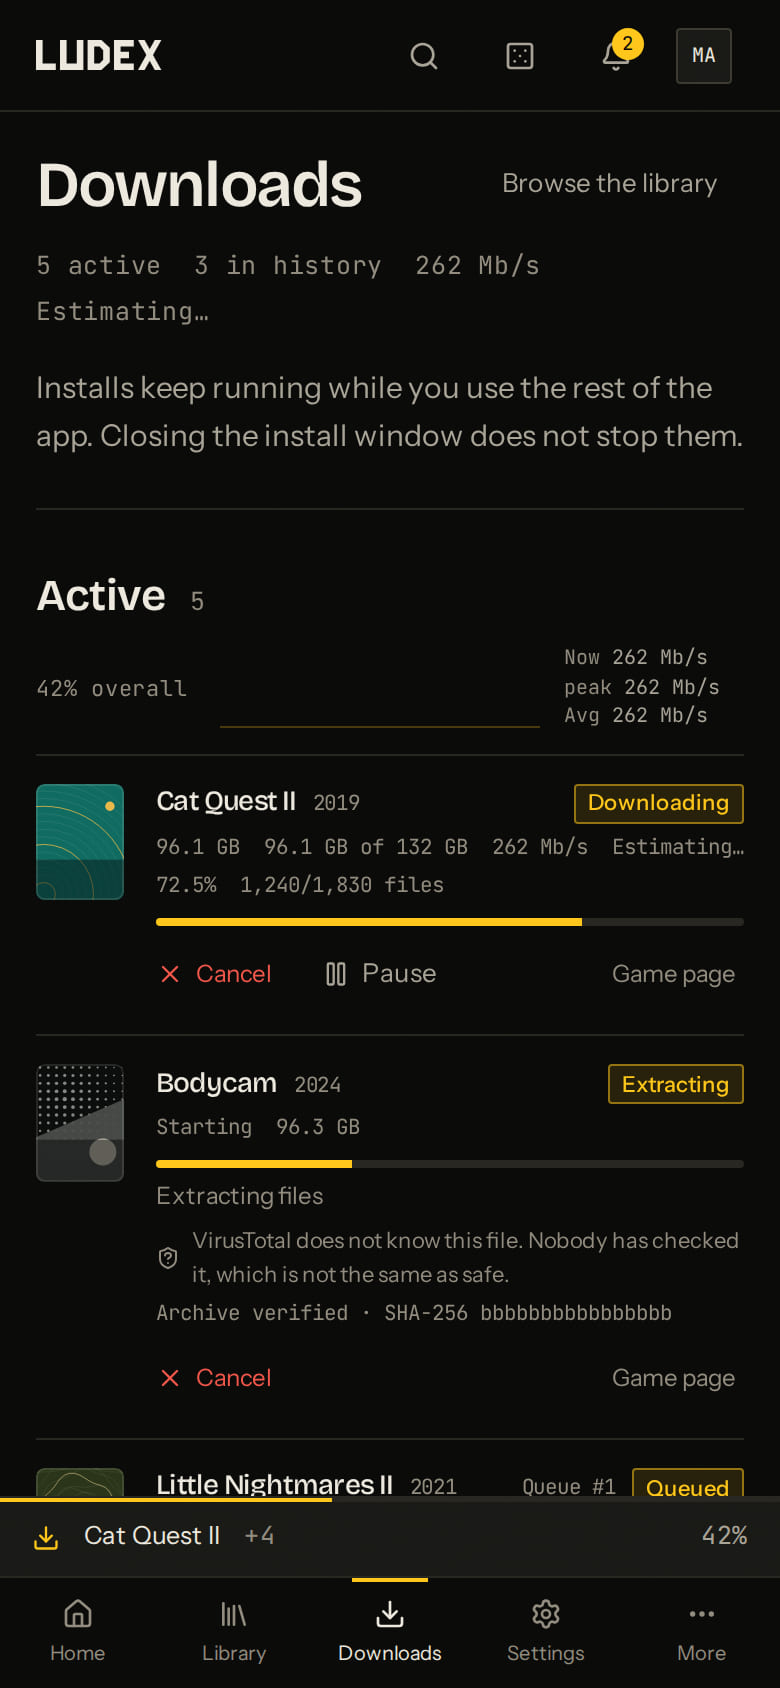 LUDEX
2
MA
Downloads
Browse the library
5 active 3 in history 262 Mb/s
Estimating…
Installs keep running while you use the rest of the
app. Closing the install window does not stop them.
Active 5
42% overall
Now 262 Mb/s
peak 262 Mb/s
Avg 262 Mb/s
Cat Quest II 2019 Downloading
96.1 GB 96.1 GB of 132 GB 262 Mb/s Estimating…
72.5% 1,240/1,830 files
Cancel Pause Game page
Bodycam 2024 Extracting
Starting 96.3 GB
Extracting files
VirusTotal does not know this file. Nobody has checked
it, which is not the same as safe.
Archive verified · SHA-256 bbbbbbbbbbbbbbbb
Cancel Game page
Little Nightmares II 2021 Queue #1 Queued
Cat Quest II +4 42%
Home Library Downloads Settings More